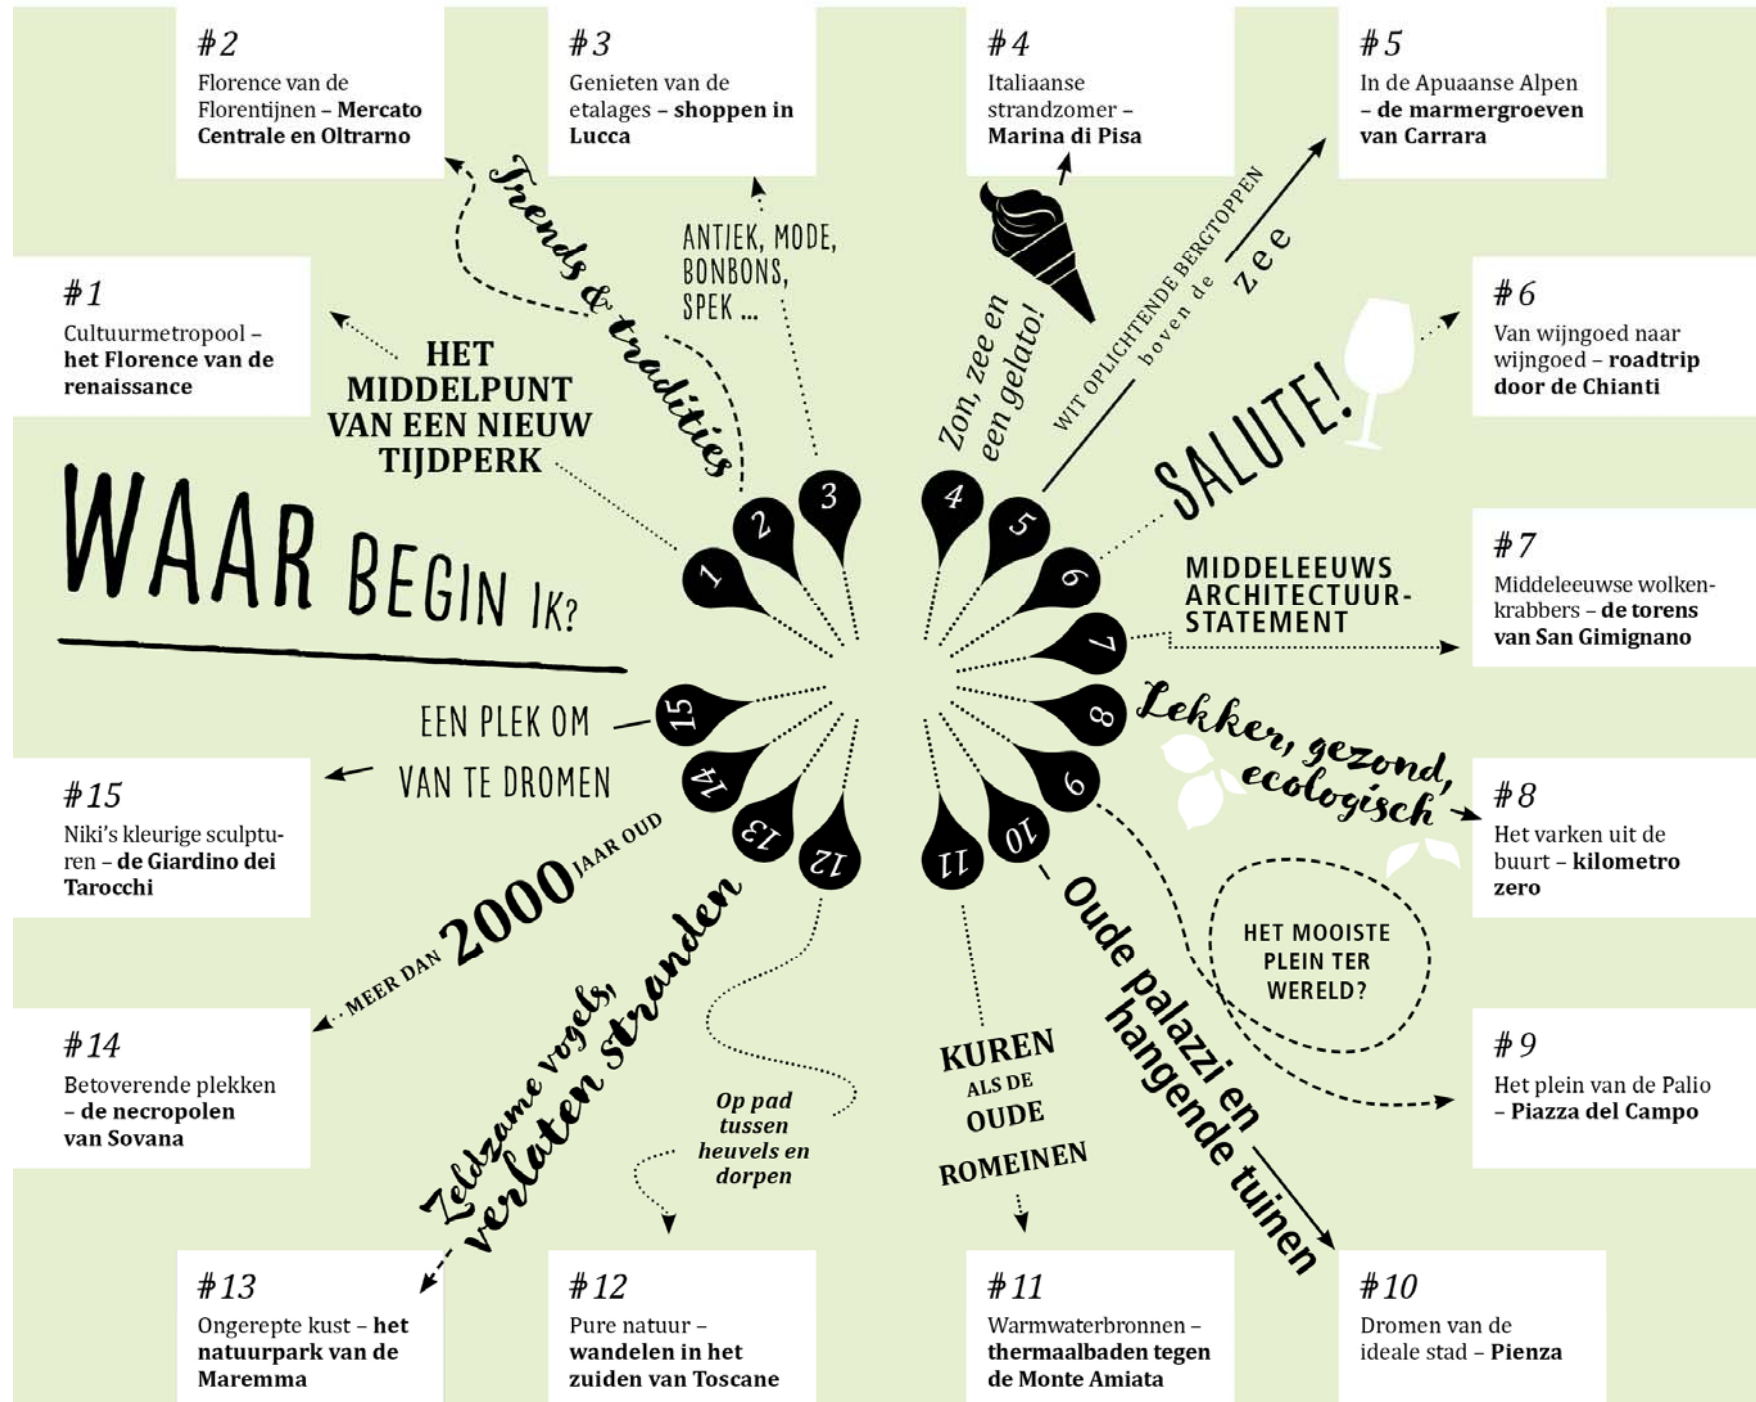 #2
Florence van de
Florentijnen – Mercato
Centrale en Oltrarno
#3
Genieten van de
etalages – shoppen in
Lucca
#4
Italiaanse
strandzomer –
Marina di Pisa
#5
In de Apuaanse Alpen
– de marmergroeven
van Carrara
#1
Cultuurmetropool –
het Florence van de
renaissance
HET
MIDDELPUNT
VAN EEN NIEUW
TIJDPERK
Trends & tradities
ANTIEK, MODE,
BONBONS,
SPEK ...
Zon, zee en
een gelato!
WIT OPLICHTENDE BERGTOPPEN
boven de
zee
SALUTE!
#6
Van wijngoed naar
wijngoed – roadtrip
door de Chianti
WAAR BEGIN IK?
1
2
3
4
5
6
7
8
9
10
11
12
13
14
15
MIDDELEEUWS
ARCHITECTUUR-
STATEMENT
#7
Middeleeuwse wolken-
krabbers – de torens
van San Gimignano
EEN PLEK OM
VAN TE DROMEN
Lekker, gezond,
ecologisch
#8
Het varken uit de
buurt – kilometro
zero
#15
Niki's kleurige sculptu-
ren – de Giardino dei
Tarocchi
MEER DAN 2000 JAAR OUD
HET MOOISTE
PLEIN TER
WERELD?
#9
Het plein van de Palio
– Piazza del Campo
#14
Betoverende plekken
– de necropolen
van Sovana
Zeldzame vogels,
verlaten stranden
Op pad
tussen
heuvels en
dorpen
KUREN
ALS DE
OUDE
ROMEINEN
Oude palazzi en
hangende tuinen
#13
Ongerepte kust – het
natuurpark van de
Maremma
#12
Pure natuur –
wandelen in het
zuiden van Toscane
#11
Warmwaterbronnen –
thermaalbaden tegen
de Monte Amiata
#10
Dromen van de
ideale stad – Pienza